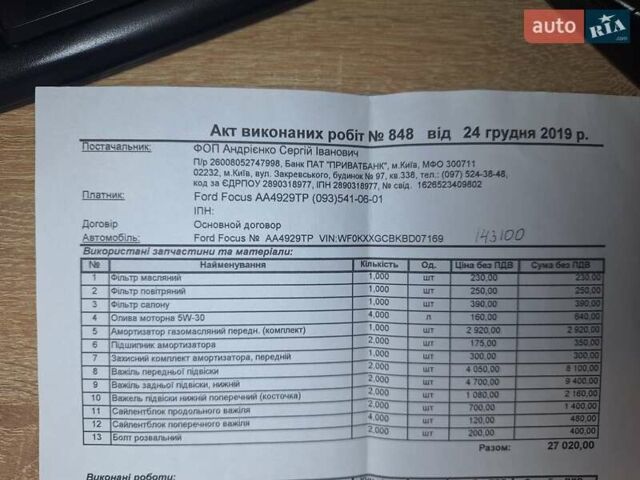 auto RIA.com
Акт виконаних робіт № 848 від 24 грудня 2019 р.
Постачальник: ФОП Андрієнко Сергій Іванович
П/р 26008052747998, Банк ПАТ "ПРИВАТБАНК", м.Київ, МФО 300711
02232, м.Київ, вул. Закревського, будинок № 97, кв.338, тел.: (097) 524-38-48,
код за ЄДРПОУ 2890318977, ІПН 2890318977, № свід. 1626523409802
Платник: Ford Focus AA4929TP (093)541-06-01
ІПН:
Договір Основной договор
Автомобіль: Ford Focus № AA4929TP VIN:WF0KXXGCBKBD07169 143100
Використані запчастини та матеріали:
№ Найменування Кількість Од. Ціна без ПДВ Сума без ПДВ
1 Фільтр масляний 1,000 шт 230,00 230,00
2 Фільтр повітряний 1,000 шт 250,00 250,00
3 Фільтр салону 1,000 шт 390,00 390,00
4 Олива моторна 5W-30 4,000 л 160,00 640,00
5 Амортизатор газомасляний передн. (комплект) 1,000 шт 2 920,00 2 920,00
6 Підшипник амортизатора 2,000 шт 175,00 350,00
7 Захисний комплект амортизатора, передній 1,000 шт 300,00 300,00
8 Важіль передньої підвіски 2,000 шт 4 050,00 8 100,00
9 Важіль задньої підвіски, нижній 2,000 шт 4 700,00 9 400,00
10 Важель підвіски нижній поперечний (косточка) 2,000 шт 1 080,00 2 160,00
11 Сайлентблок продольного важіля 2,000 шт 700,00 1 400,00
12 Сайлентблок поперечного важіля 4,000 шт 120,00 480,00
13 Болт розвальний 2,000 шт 200,00 400,00
Разом: 27 020,00
Виконані роботи: